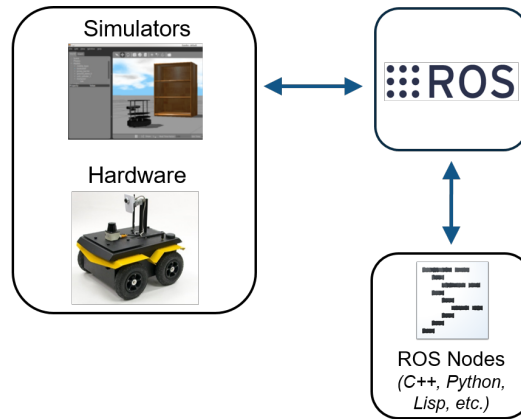 Simulators
ROS
Hardware
ROS Nodes
(C++, Python,
Lisp, etc.)